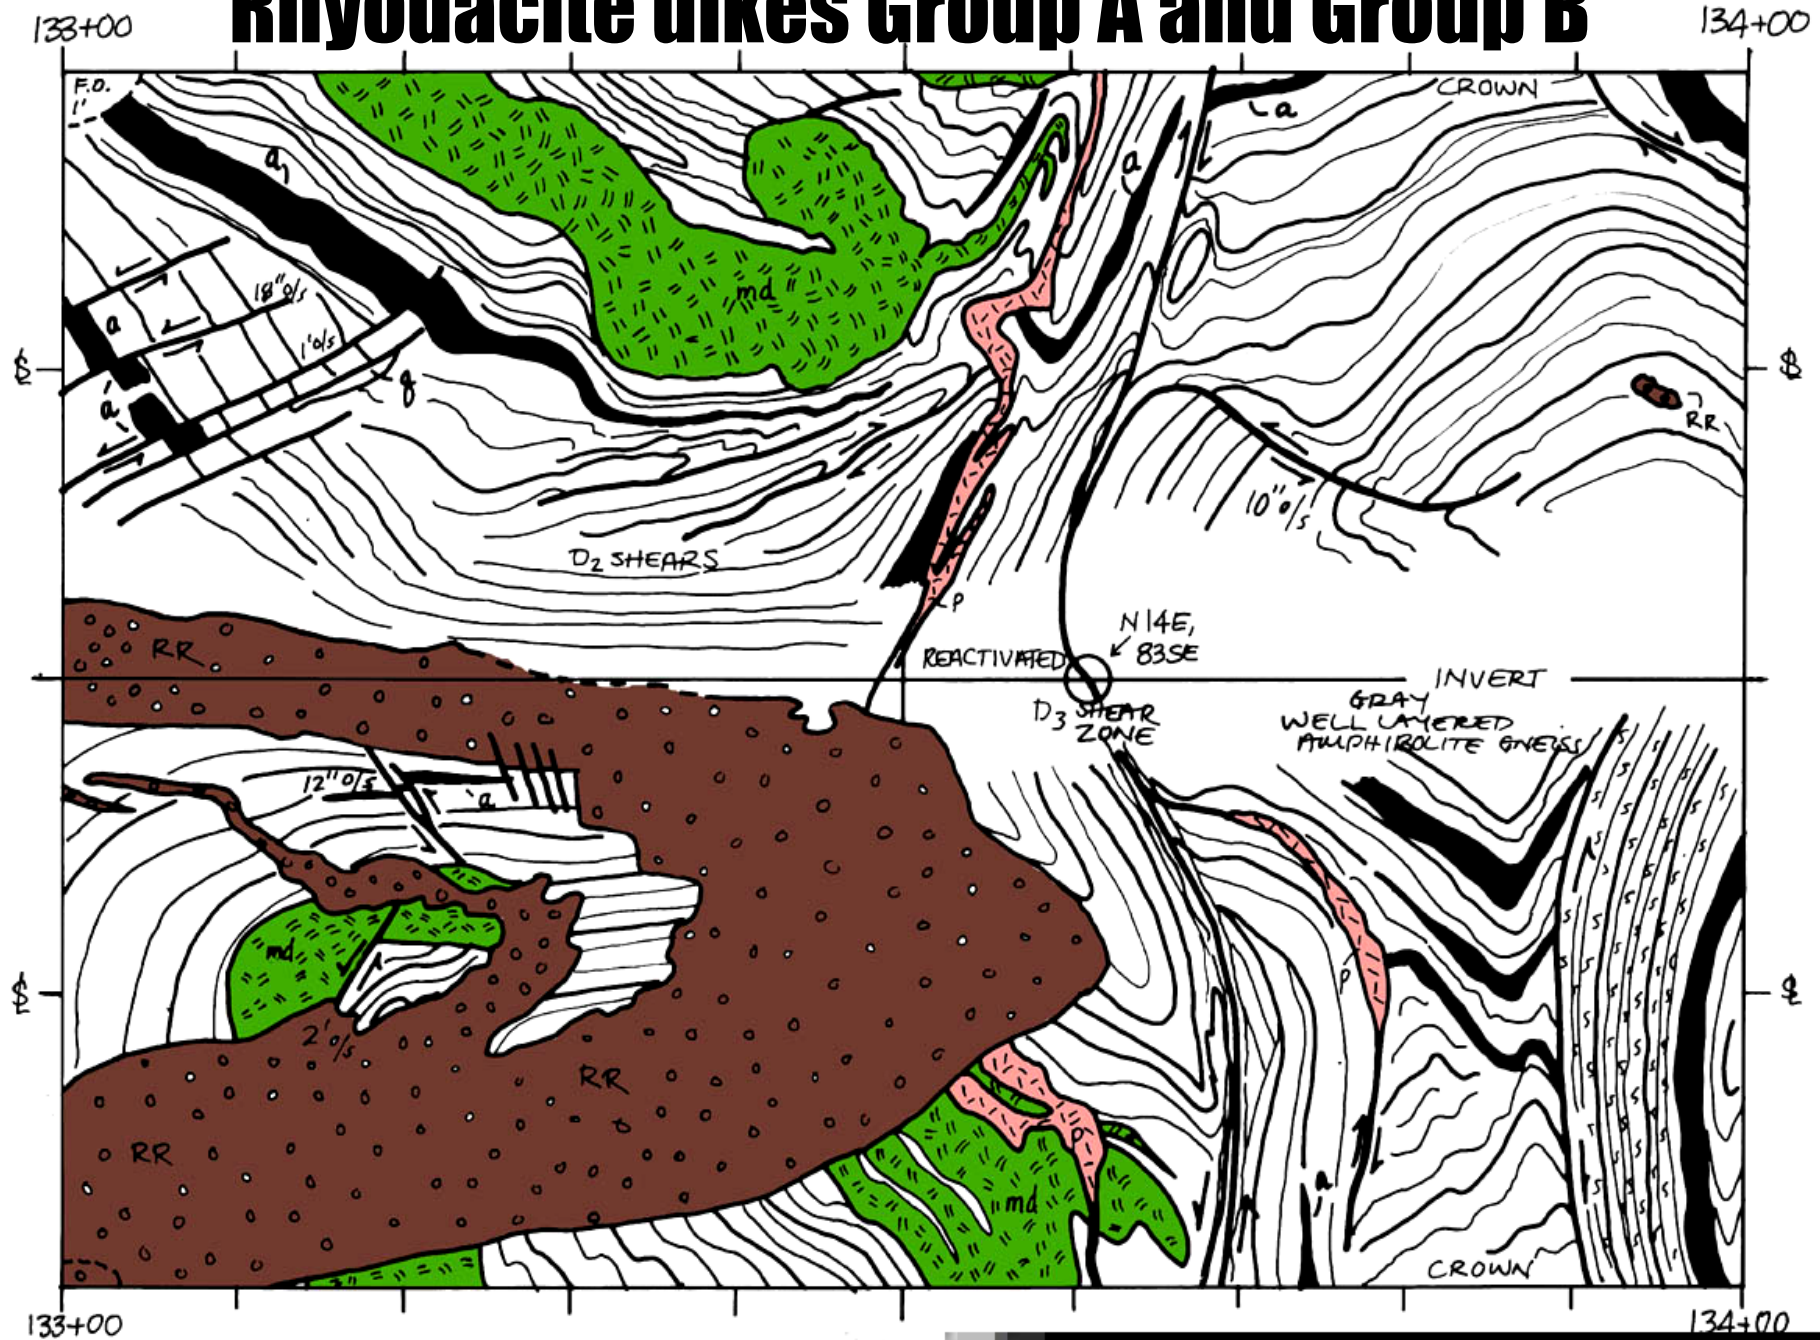 Rhyodacite dikes Group A and Group B
133+00
134+00
F.O.
1'
CROWN
a
a
a
md
18" o/s
a
1' o/s
a
g
RR
10" o/s
D2 SHEARS
P
N14E,
83SE
RR
REACTIVATED
INVERT
D3 SHEAR
ZONE
GRAY
WELL LAYERED
AMPHIBOLITE GNEISS
12" o/s
a
md
P
2' o/s
RR
P
RR
md
a
CROWN
133+00
134+00